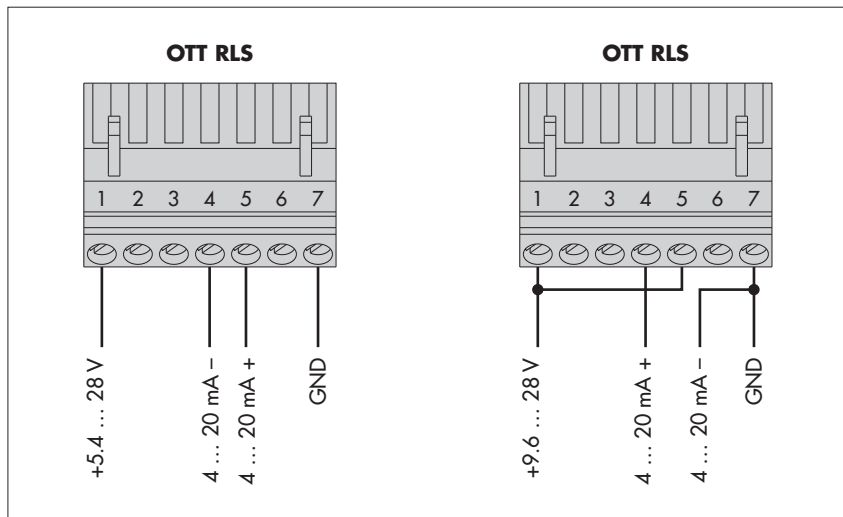 OTT RLS
1 2 3 4 5 6 7
+5.4 … 28 V
4 … 20 mA –
4 … 20 mA +
GND
OTT RLS
1 2 3 4 5 6 7
+9.6 … 28 V
4 … 20 mA +
4 … 20 mA –
GND